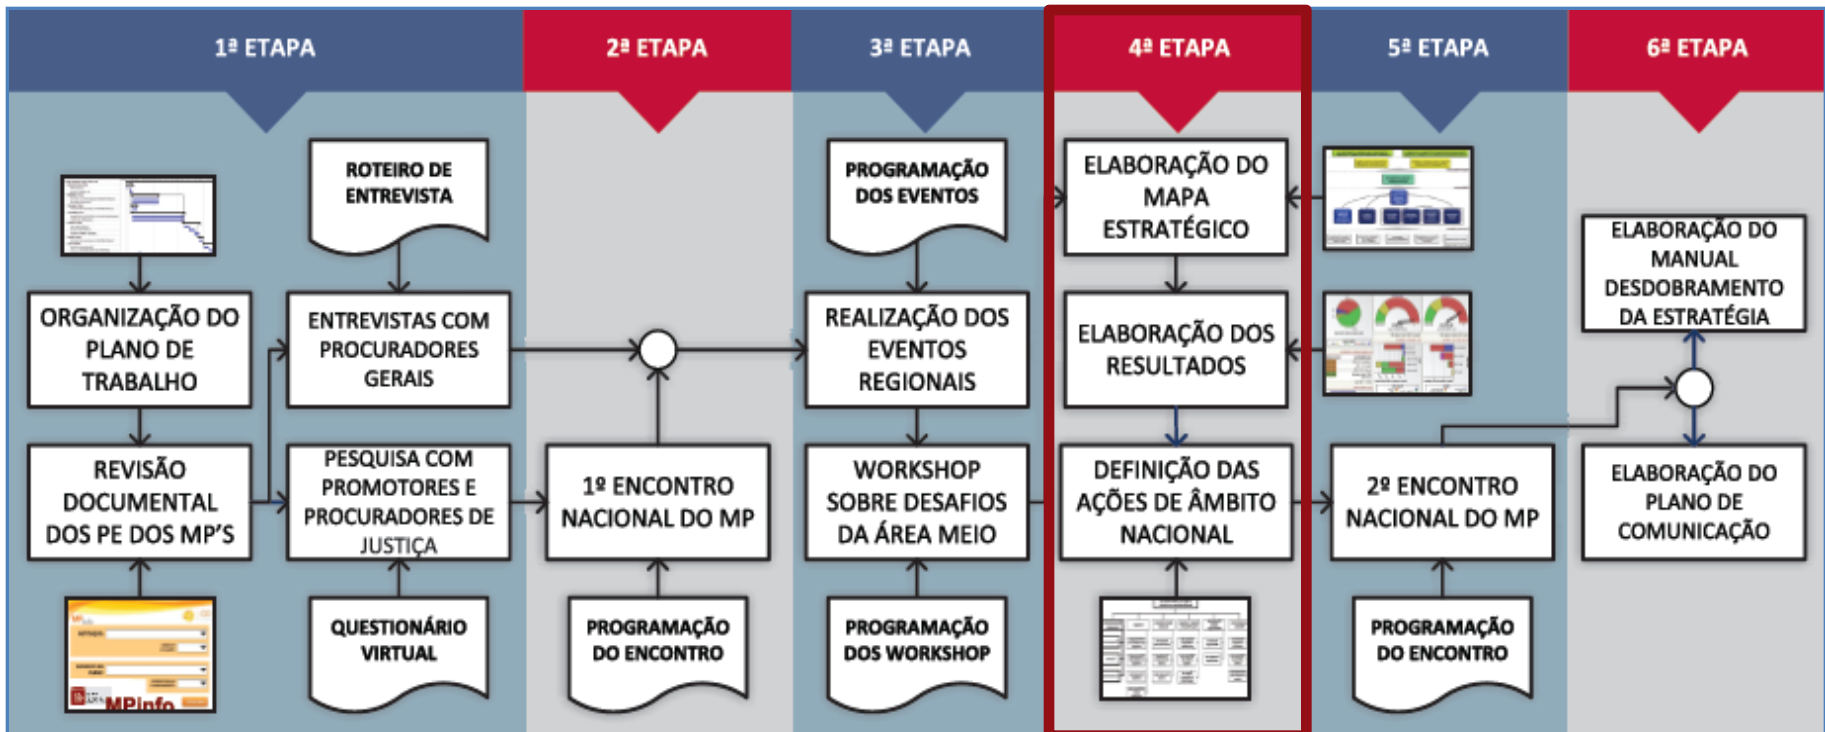 1ª ETAPA
2ª ETAPA
3ª ETAPA
4ª ETAPA
5ª ETAPA
6ª ETAPA
ROTEIRO DE
ENTREVISTA
ORGANIZAÇÃO DO
PLANO DE
TRABALHO
ENTREVISTAS COM
PROCURADORES
GERAIS
REVISÃO
DOCUMENTAL
DOS PE DOS MP'S
PESQUISA COM
PROMOTORES E
PROCURADORES DE
JUSTIÇA
MPinfo
QUESTIONÁRIO
VIRTUAL
1º ENCONTRO
NACIONAL DO MP
PROGRAMAÇÃO
DO ENCONTRO
PROGRAMAÇÃO
DOS EVENTOS
REALIZAÇÃO DOS
EVENTOS
REGIONAIS
WORKSHOP
SOBRE DESAFIOS
DA ÁREA MEIO
PROGRAMAÇÃO
DOS WORKSHOP
ELABORAÇÃO DO
MAPA
ESTRATÉGICO
ELABORAÇÃO DOS
RESULTADOS
DEFINIÇÃO DAS
AÇÕES DE ÂMBITO
NACIONAL
2º ENCONTRO
NACIONAL DO MP
PROGRAMAÇÃO
DO ENCONTRO
ELABORAÇÃO DO
MANUAL
DESDOBRAMENTO
DA ESTRATÉGIA
ELABORAÇÃO DO
PLANO DE
COMUNICAÇÃO